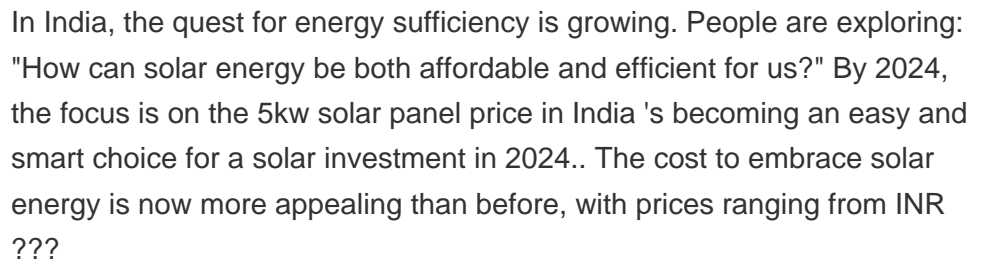 In India, the quest for energy sufficiency is growing. People are exploring:
"How can solar energy be both affordable and efficient for us?" By 2024,
the focus is on the 5kw solar panel price in India 's becoming an easy and
smart choice for a solar investment in 2024.. The cost to embrace solar
energy is now more appealing than before, with prices ranging from INR
???